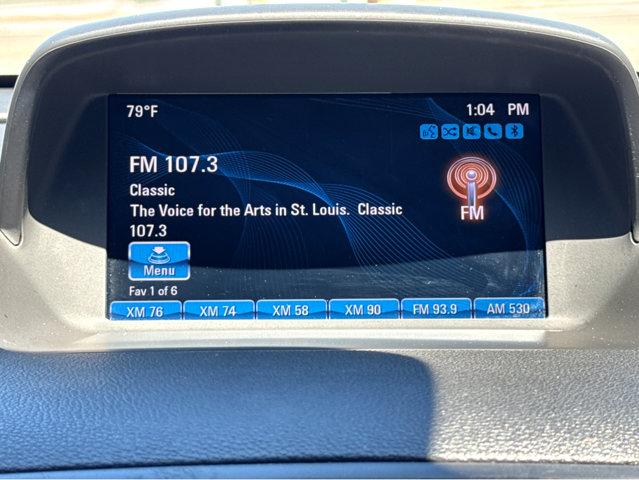 79°F
1:04 PM
FM 107.3
Classic
The Voice for the Arts in St. Louis. Classic
107.3
FM
Menu
Fav 1 of 6
XM 76 XM 74 XM 58 XM 90 FM 93.9 AM 530